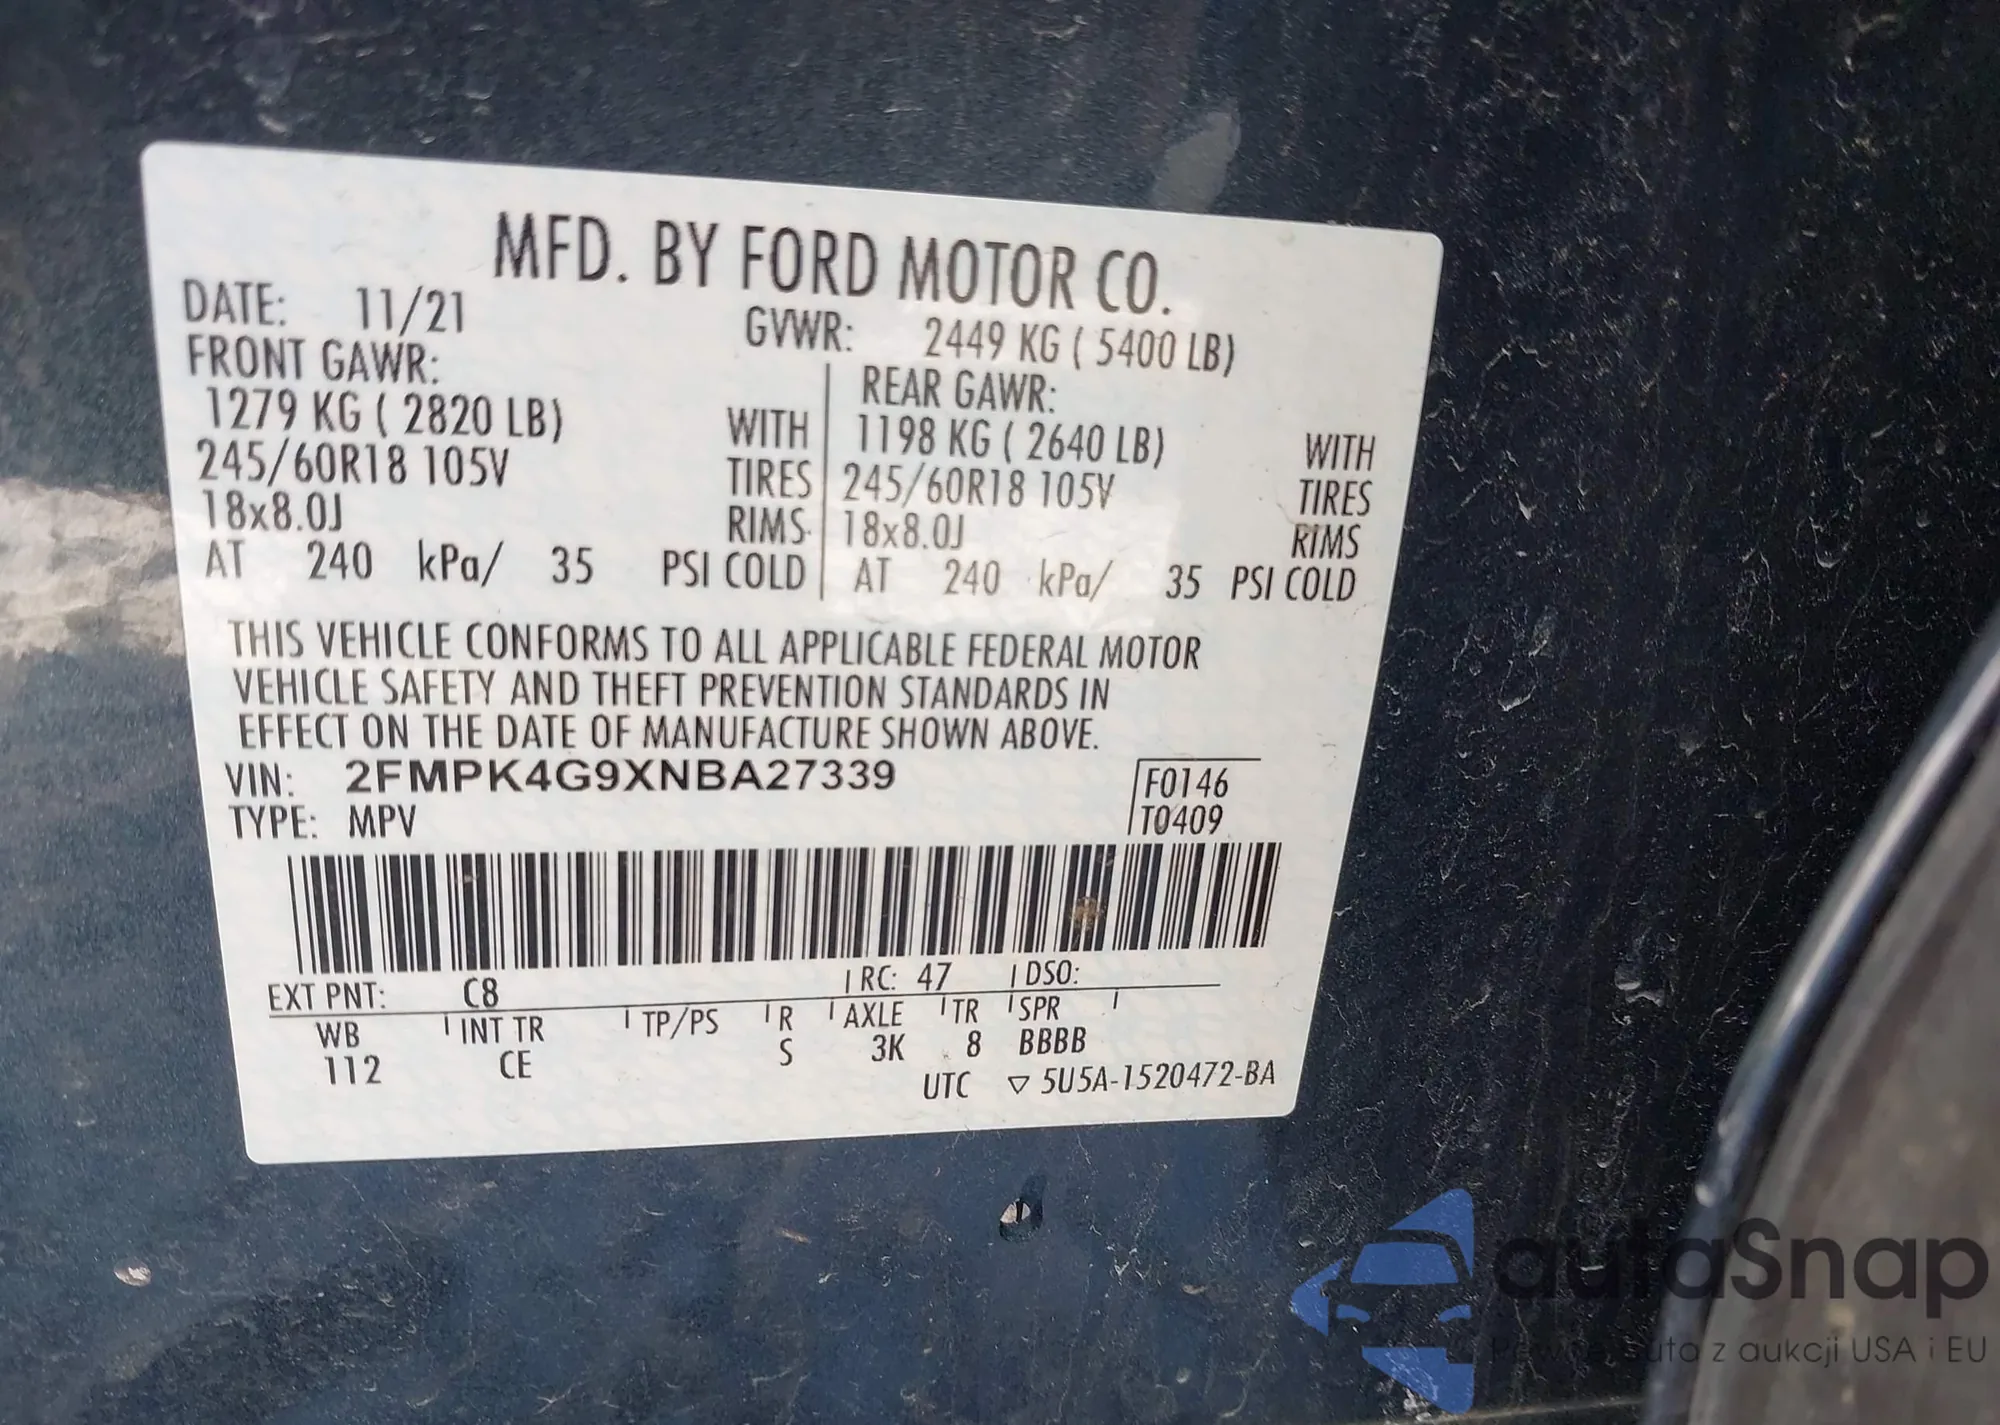 MFD. BY FORD MOTOR CO.
DATE: 11/21
GVWR: 2449 KG ( 5400 LB)
FRONT GAWR:
REAR GAWR:
1279 KG ( 2820 LB) WITH
1198 KG ( 2640 LB) WITH
245/60R18 105V TIRES
245/60R18 105V TIRES
18x8.0J RIMS
18x8.0J RIMS
AT 240 kPa/ 35 PSI COLD
AT 240 kPa/ 35 PSI COLD
THIS VEHICLE CONFORMS TO ALL APPLICABLE FEDERAL MOTOR
VEHICLE SAFETY AND THEFT PREVENTION STANDARDS IN
EFFECT ON THE DATE OF MANUFACTURE SHOWN ABOVE.
VIN: 2FMPK4G9XNBA27339
F0146
TYPE: MPV
T0409
EXT PNT: C8 RC: 47 DSO:
WB INT TR TP/PS R AXLE TR SPR
112 CE S 3K 8 BBBB
UTC ▽ 5U5A-1520472-BA
autaSnap
Pewne auta z aukcji USA i EU